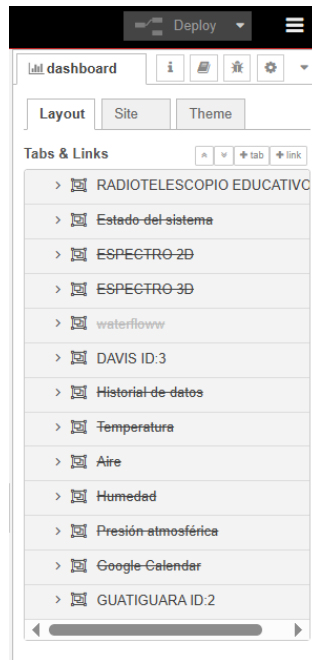 Deploy
dashboard
i
Layout Site Theme
Tabs & Links
+ tab + link
RADIOTELESCOPIO EDUCATIVO
Estado del sistema
ESPECTRO 2D
ESPECTRO 3D
waterfloww
DAVIS ID:3
Historial de datos
Temperatura
Aire
Humedad
Presión atmosférica
Google Calendar
GUATIGUARA ID:2